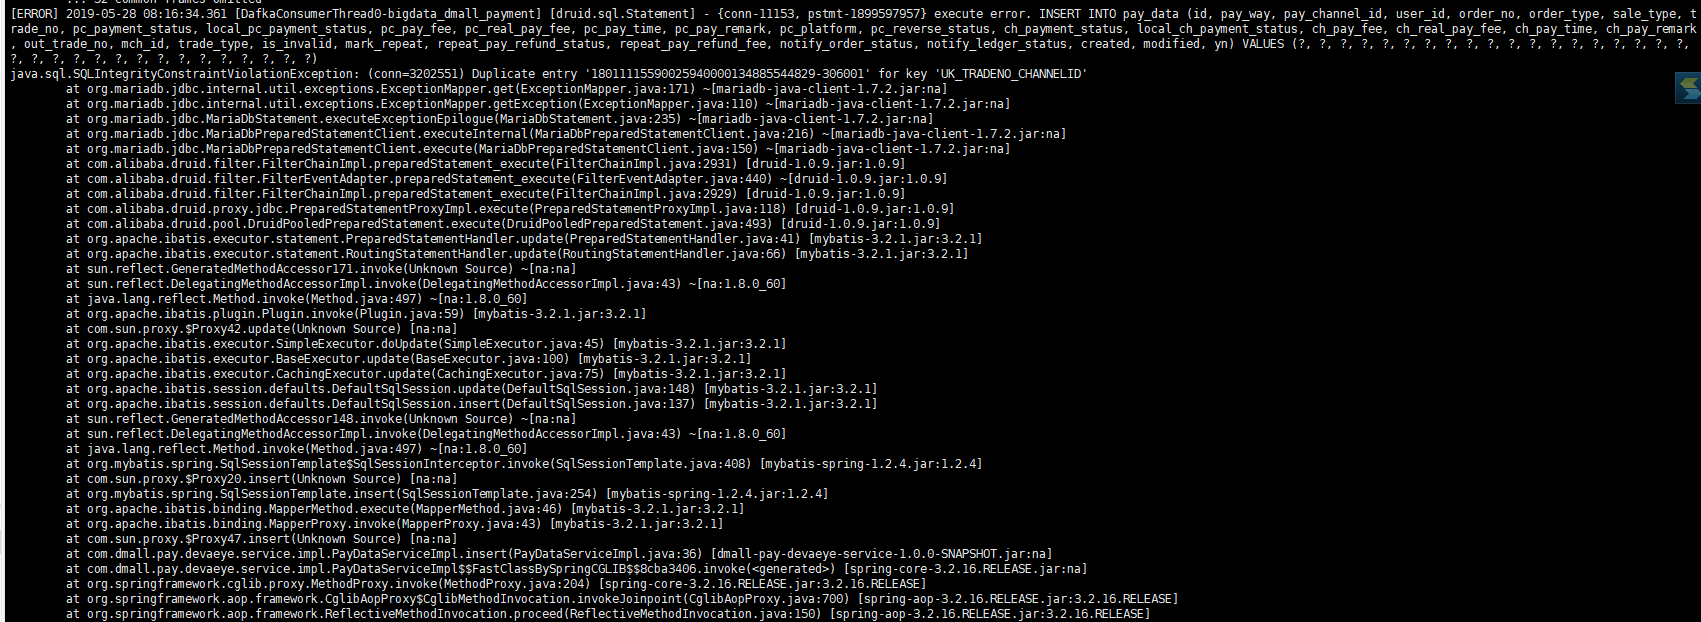 ... 32 common frames omitted
[ERROR] 2019-05-28 08:16:34.361 [DafkaConsumerThread0-bigdata_dmall_payment] [druid.sql.Statement] - {conn-11153, pstmt-1899597957} execute error. INSERT INTO pay_data (id, pay_way, pay_channel_id, user_id, order_no, order_type, sale_type, t
rade_no, pc_payment_status, local_pc_payment_status, pc_pay_fee, pc_real_pay_fee, pc_pay_time, pc_pay_remark, pc_platform, pc_reverse_status, ch_payment_status, local_ch_payment_status, ch_pay_fee, ch_real_pay_fee, ch_pay_time, ch_pay_remark
, out_trade_no, mch_id, trade_type, is_invalid, mark_repeat, repeat_pay_refund_status, repeat_pay_refund_fee, notify_order_status, notify_ledger_status, created, modified, yn) VALUES (?, ?, ?, ?, ?, ?, ?, ?, ?, ?, ?, ?, ?, ?, ?, ?, ?, ?, ?,
?, ?, ?, ?, ?, ?, ?, ?, ?, ?, ?, ?, ?, ?, ?, ?)
java.sql.SQLIntegrityConstraintViolationException: (conn=3202551) Duplicate entry '18011115590025940000134885544829-306001' for key 'UK_TRADENO_CHANNELID'
at org.mariadb.jdbc.internal.util.exceptions.ExceptionMapper.get(ExceptionMapper.java:171) ~[mariadb-java-client-1.7.2.jar:na]
at org.mariadb.jdbc.internal.util.exceptions.ExceptionMapper.getException(ExceptionMapper.java:110) ~[mariadb-java-client-1.7.2.jar:na]
at org.mariadb.jdbc.MariaDbStatement.executeExceptionEpilogue(MariaDbStatement.java:235) ~[mariadb-java-client-1.7.2.jar:na]
at org.mariadb.jdbc.MariaDbPreparedStatementClient.executeInternal(MariaDbPreparedStatementClient.java:216) ~[mariadb-java-client-1.7.2.jar:na]
at org.mariadb.jdbc.MariaDbPreparedStatementClient.execute(MariaDbPreparedStatementClient.java:150) ~[mariadb-java-client-1.7.2.jar:na]
at com.alibaba.druid.filter.FilterChainImpl.preparedStatement_execute(FilterChainImpl.java:2931) [druid-1.0.9.jar:1.0.9]
at com.alibaba.druid.filter.FilterEventAdapter.preparedStatement_execute(FilterEventAdapter.java:440) ~[druid-1.0.9.jar:1.0.9]
at com.alibaba.druid.filter.FilterChainImpl.preparedStatement_execute(FilterChainImpl.java:2929) [druid-1.0.9.jar:1.0.9]
at com.alibaba.druid.proxy.jdbc.PreparedStatementProxyImpl.execute(PreparedStatementProxyImpl.java:118) [druid-1.0.9.jar:1.0.9]
at com.alibaba.druid.pool.DruidPooledPreparedStatement.execute(DruidPooledPreparedStatement.java:493) [druid-1.0.9.jar:1.0.9]
at org.apache.ibatis.executor.statement.PreparedStatementHandler.update(PreparedStatementHandler.java:41) [mybatis-3.2.1.jar:3.2.1]
at org.apache.ibatis.executor.statement.RoutingStatementHandler.update(RoutingStatementHandler.java:66) [mybatis-3.2.1.jar:3.2.1]
at sun.reflect.GeneratedMethodAccessor171.invoke(Unknown Source) ~[na:na]
at sun.reflect.DelegatingMethodAccessorImpl.invoke(DelegatingMethodAccessorImpl.java:43) ~[na:1.8.0_60]
at java.lang.reflect.Method.invoke(Method.java:497) ~[na:1.8.0_60]
at org.apache.ibatis.plugin.Plugin.invoke(Plugin.java:59) [mybatis-3.2.1.jar:3.2.1]
at com.sun.proxy.$Proxy42.update(Unknown Source) [na:na]
at org.apache.ibatis.executor.SimpleExecutor.doUpdate(SimpleExecutor.java:45) [mybatis-3.2.1.jar:3.2.1]
at org.apache.ibatis.executor.BaseExecutor.update(BaseExecutor.java:100) [mybatis-3.2.1.jar:3.2.1]
at org.apache.ibatis.executor.CachingExecutor.update(CachingExecutor.java:75) [mybatis-3.2.1.jar:3.2.1]
at org.apache.ibatis.session.defaults.DefaultSqlSession.update(DefaultSqlSession.java:148) [mybatis-3.2.1.jar:3.2.1]
at org.apache.ibatis.session.defaults.DefaultSqlSession.insert(DefaultSqlSession.java:137) [mybatis-3.2.1.jar:3.2.1]
at sun.reflect.GeneratedMethodAccessor148.invoke(Unknown Source) ~[na:na]
at sun.reflect.DelegatingMethodAccessorImpl.invoke(DelegatingMethodAccessorImpl.java:43) ~[na:1.8.0_60]
at java.lang.reflect.Method.invoke(Method.java:497) ~[na:1.8.0_60]
at org.mybatis.spring.SqlSessionTemplate$SqlSessionInterceptor.invoke(SqlSessionTemplate.java:408) [mybatis-spring-1.2.4.jar:1.2.4]
at com.sun.proxy.$Proxy20.insert(Unknown Source) [na:na]
at org.mybatis.spring.SqlSessionTemplate.insert(SqlSessionTemplate.java:254) [mybatis-spring-1.2.4.jar:1.2.4]
at org.apache.ibatis.binding.MapperMethod.execute(MapperMethod.java:46) [mybatis-3.2.1.jar:3.2.1]
at org.apache.ibatis.binding.MapperProxy.invoke(MapperProxy.java:43) [mybatis-3.2.1.jar:3.2.1]
at com.sun.proxy.$Proxy47.insert(Unknown Source) [na:na]
at com.dmall.pay.devaeye.service.impl.PayDataServiceImpl.insert(PayDataServiceImpl.java:36) [dmall-pay-devaeye-service-1.0.0-SNAPSHOT.jar:na]
at com.dmall.pay.devaeye.service.impl.PayDataServiceImpl$$FastClassBySpringCGLIB$$8cba3406.invoke(<generated>) [spring-core-3.2.16.RELEASE.jar:na]
at org.springframework.cglib.proxy.MethodProxy.invoke(MethodProxy.java:204) [spring-core-3.2.16.RELEASE.jar:3.2.16.RELEASE]
at org.springframework.aop.framework.CglibAopProxy$CglibMethodInvocation.invokeJoinpoint(CglibAopProxy.java:700) [spring-aop-3.2.16.RELEASE.jar:3.2.16.RELEASE]
at org.springframework.aop.framework.ReflectiveMethodInvocation.proceed(ReflectiveMethodInvocation.java:150) [spring-aop-3.2.16.RELEASE.jar:3.2.16.RELEASE]